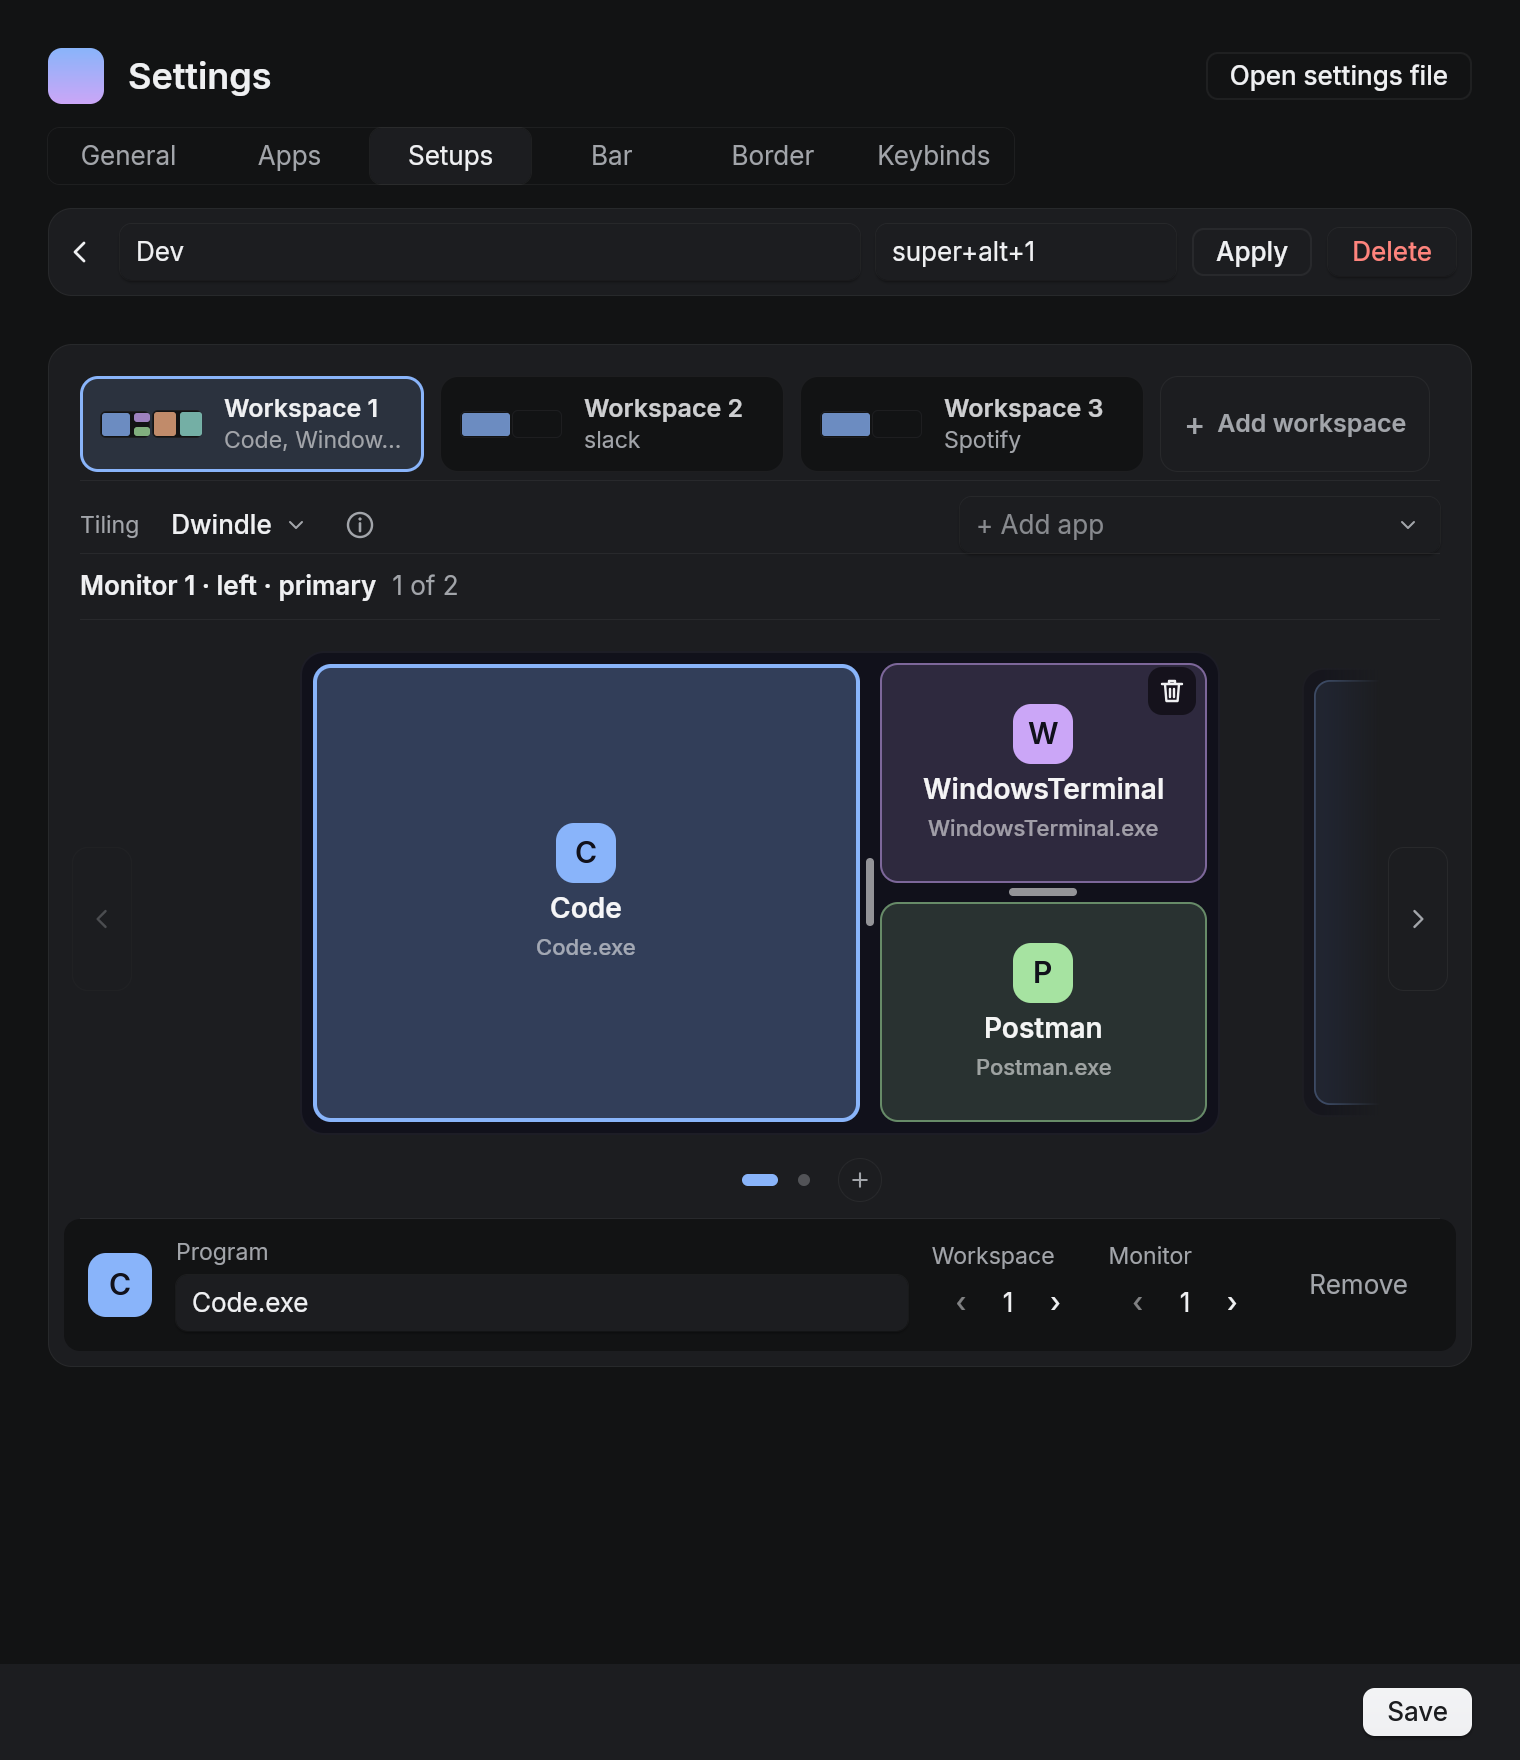 Settings
Open settings file
General
Apps
Setups
Bar
Border
Keybinds
Dev
super+alt+1
Apply
Delete
Workspace 1
Code, Window...
Workspace 2
slack
Workspace 3
Spotify
+ Add workspace
Tiling
Dwindle
+ Add app
Monitor 1 · left · primary 1 of 2
C
Code
Code.exe
W
WindowsTerminal
WindowsTerminal.exe
P
Postman
Postman.exe
+
C
Program
Code.exe
Workspace
‹ 1 ›
Monitor
‹ 1 ›
Remove
Save